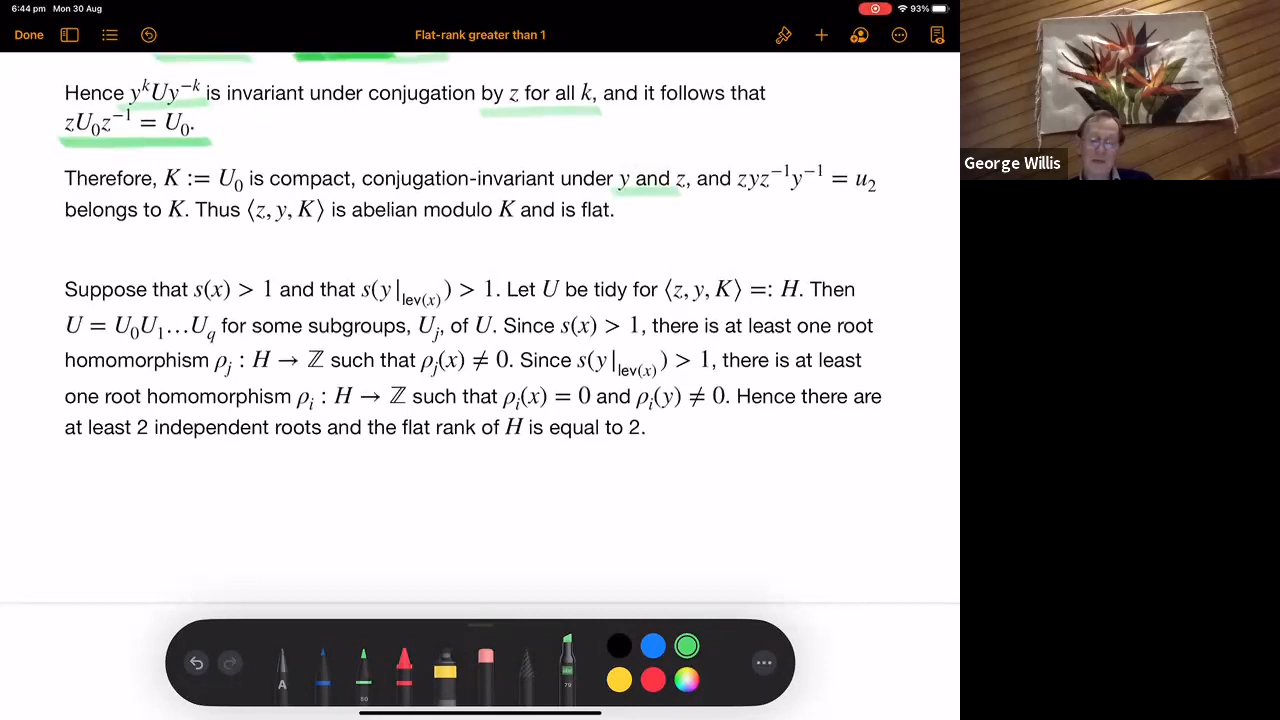 6:44 pm Mon 30 Aug
93%
Done
Flat-rank greater than 1
Hence y^k U y^{-k} is invariant under conjugation by z for all k, and it follows that
zU_0z^{-1} = U_0.
Therefore, K := U_0 is compact, conjugation-invariant under y and z, and zyz^{-1}y^{-1} = u_2
belongs to K. Thus ⟨z, y, K⟩ is abelian modulo K and is flat.
Suppose that s(x) > 1 and that s(y|_{lev(x)}) > 1. Let U be tidy for ⟨z, y, K⟩ =: H. Then
U = U_0U_1…U_q for some subgroups, U_j, of U. Since s(x) > 1, there is at least one root
homomorphism ρ_j : H → ℤ such that ρ_j(x) ≠ 0. Since s(y|_{lev(x)}) > 1, there is at least
one root homomorphism ρ_i : H → ℤ such that ρ_i(x) = 0 and ρ_i(y) ≠ 0. Hence there are
at least 2 independent roots and the flat rank of H is equal to 2.
A
79
George Willis